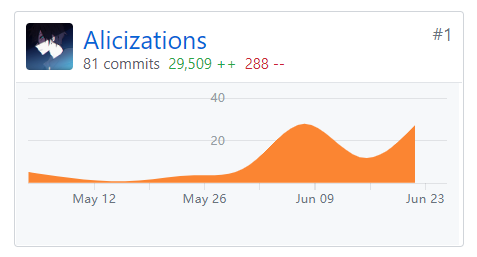 Alicizations
#1
81 commits 29,509 ++ 288 --
40
20
May 12 May 26 Jun 09 Jun 23